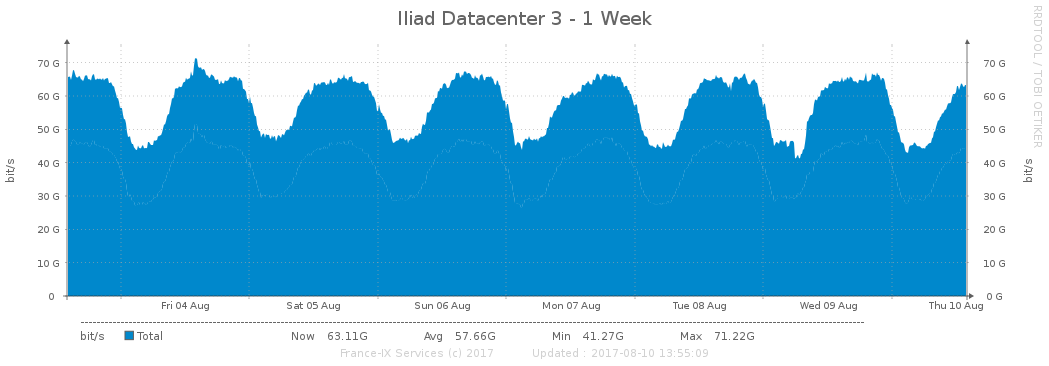 Iliad Datacenter 3 - 1 Week
RRDTOOL / TOBI OETIKER
bit/s
70 G
60 G
50 G
40 G
30 G
20 G
10 G
0
70 G
60 G
50 G
40 G
30 G
20 G
10 G
0 G
bit/s
Fri 04 Aug Sat 05 Aug Sun 06 Aug Mon 07 Aug Tue 08 Aug Wed 09 Aug Thu 10 Aug
bit/s Total Now 63.11G Avg 57.66G Min 41.27G Max 71.22G
France-IX Services (c) 2017 Updated : 2017-08-10 13:55:09